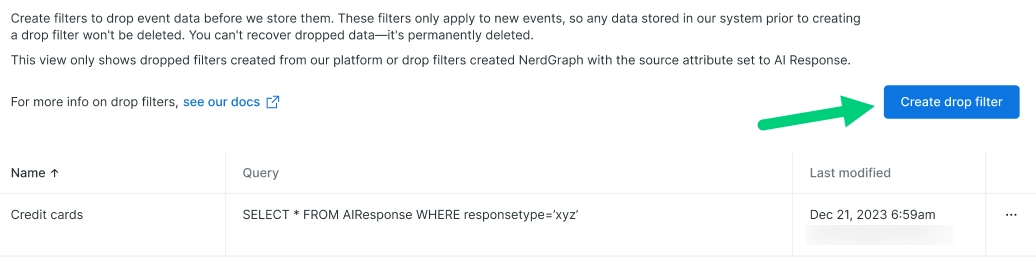 Create filters to drop event data before we store them. These filters only apply to new events, so any data stored in our system prior to creating
a drop filter won't be deleted. You can't recover dropped data—it's permanently deleted.
This view only shows dropped filters created from our platform or drop filters created NerdGraph with the source attribute set to AI Response.
For more info on drop filters, see our docs
Create drop filter
Name ↑ Query Last modified
Credit cards SELECT * FROM AIResponse WHERE responsetype='xyz' Dec 21, 2023 6:59am ...